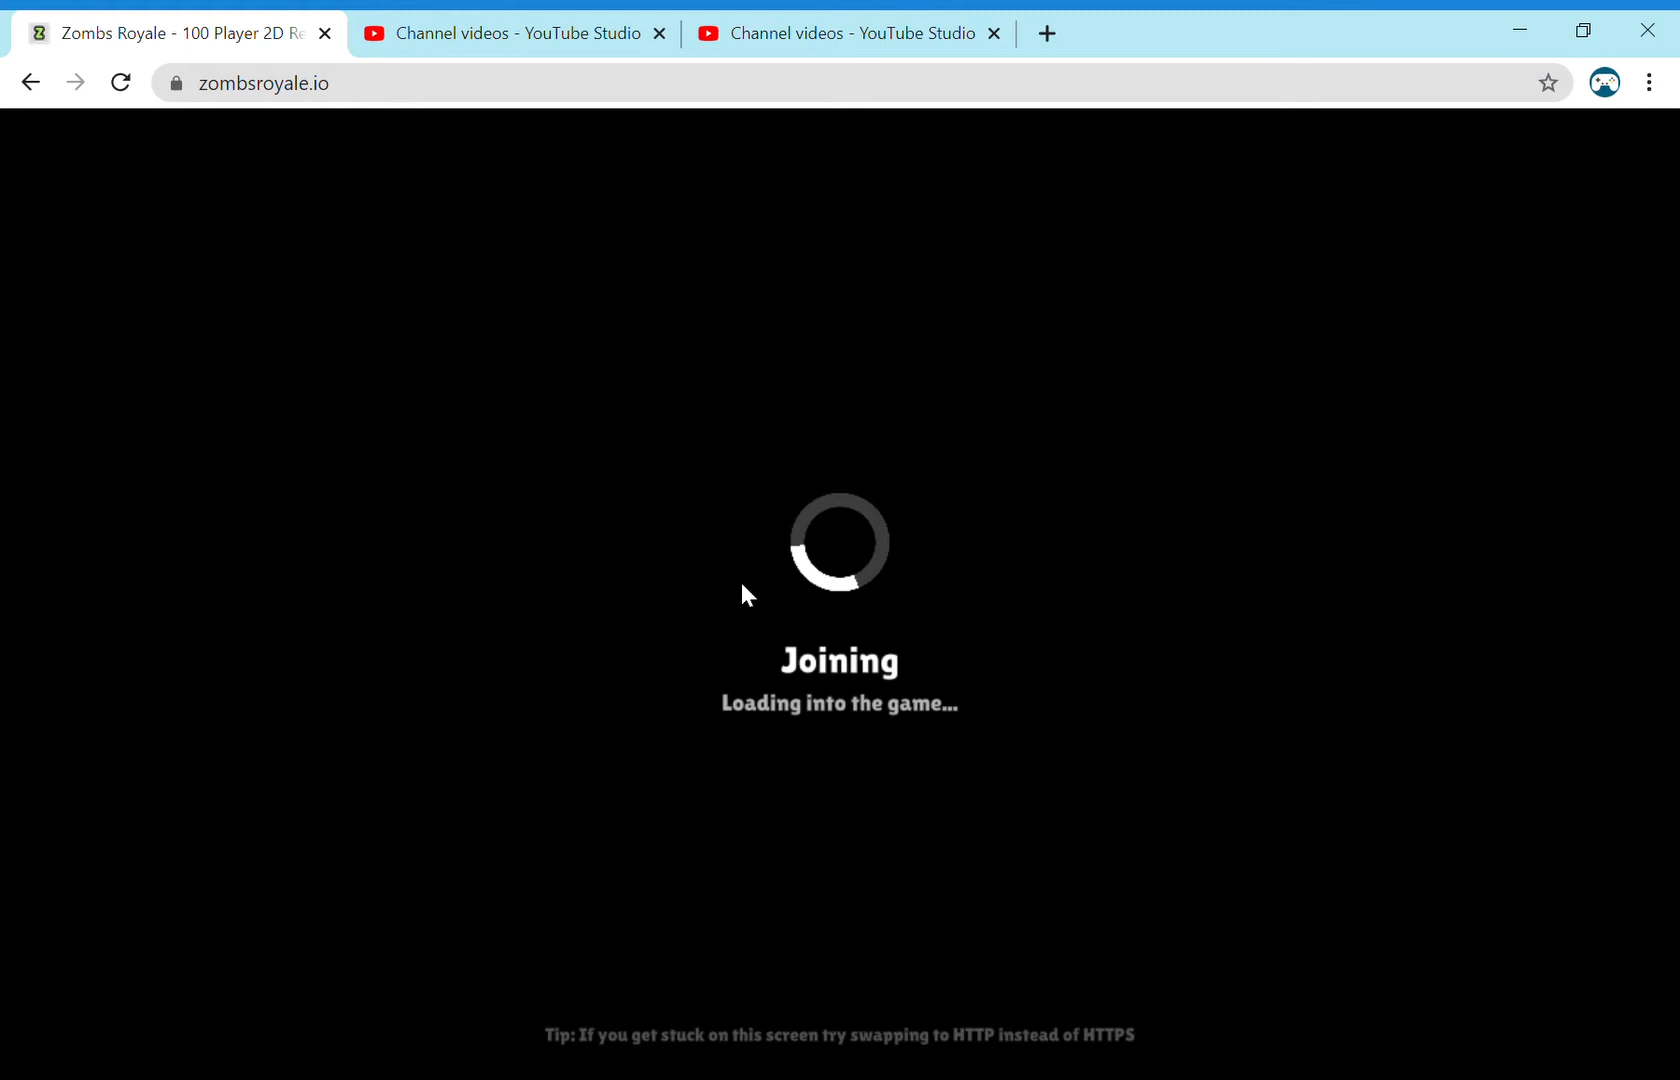 Zombs Royale - 100 Player 2D Re
Channel videos - YouTube Studio
Channel videos - YouTube Studio
zombsroyale.io
Joining
Loading into the game...
Tip: If you get stuck on this screen try swapping to HTTP instead of HTTPS